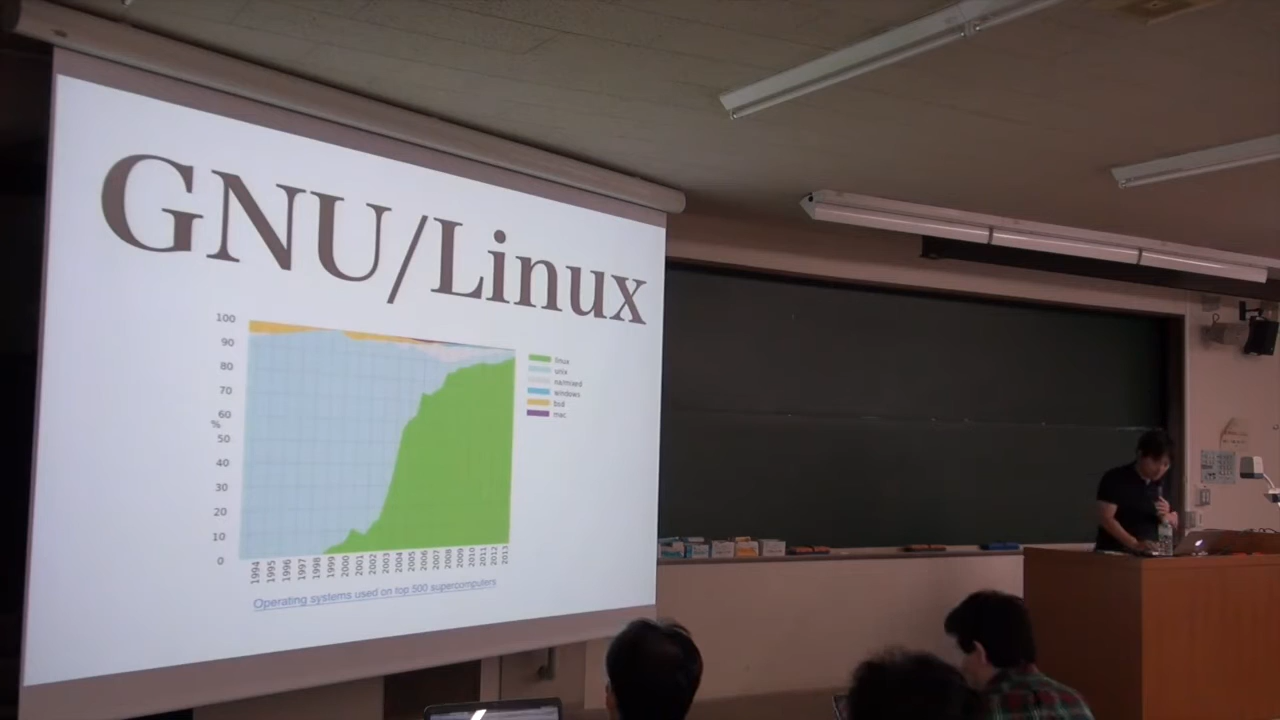 GNU/Linux
100
90
80
70
60
%
50
40
30
20
10
0
linux
unix
na/mixed
windows
bsd
mac
1994 1995 1996 1997 1998 1999 2000 2001 2002 2003 2004 2005 2006 2007 2008 2009 2010 2011 2012 2013
Operating systems used on top 500 supercomputers